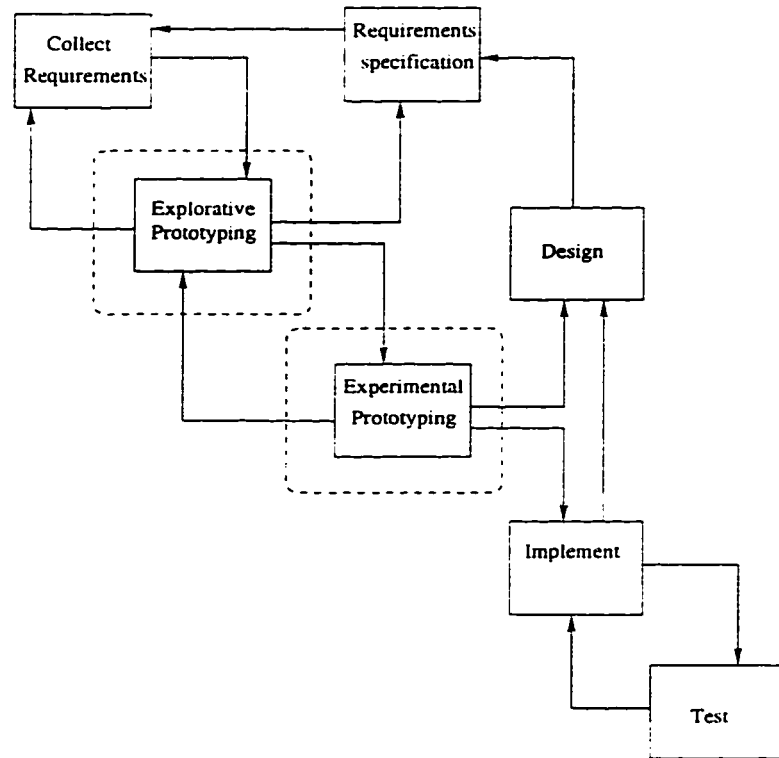 Collect
Requirements
Requirements
specification
Explorative
Prototyping
Design
Experimental
Prototyping
Implement
Test